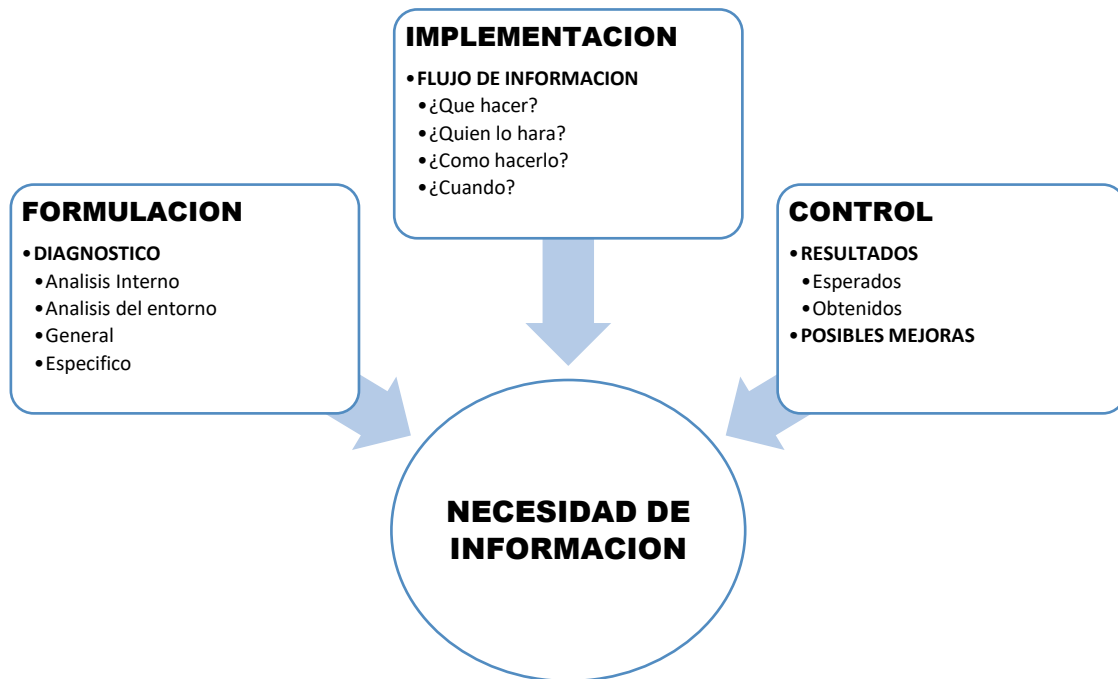 IMPLEMENTACION
•FLUJO DE INFORMACION
•¿Que hacer?
•¿Quien lo hara?
•¿Como hacerlo?
•¿Cuando?
FORMULACION
•DIAGNOSTICO
•Analisis Interno
•Analisis del entorno
•General
•Especifico
CONTROL
•RESULTADOS
•Esperados
•Obtenidos
•POSIBLES MEJORAS
NECESIDAD DE
INFORMACION